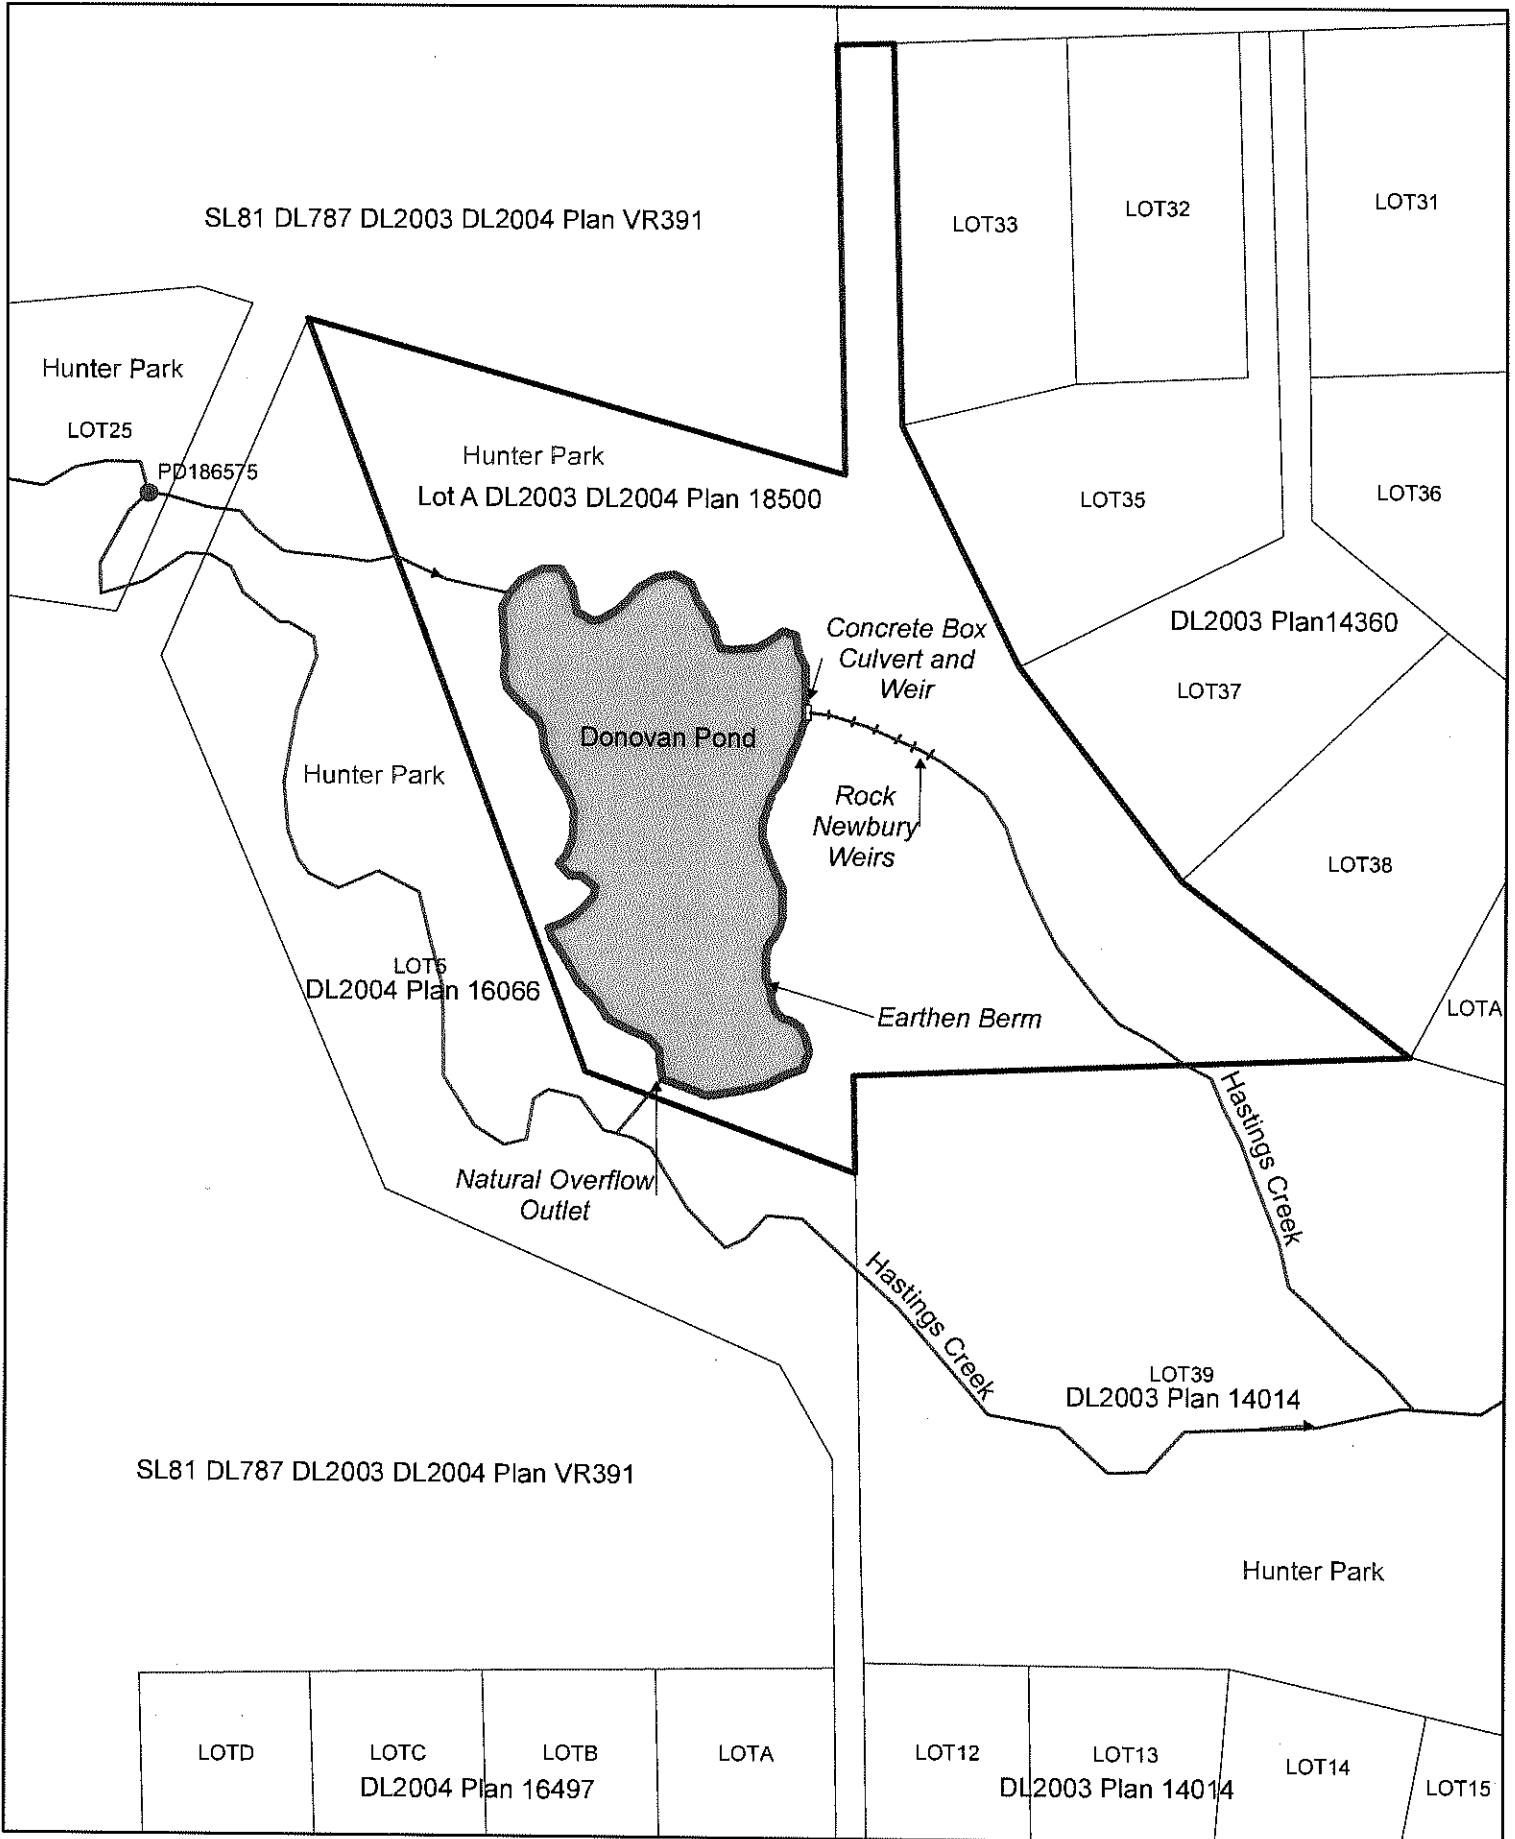 LOT33
LOT32
LOT31
SL81 DL787 DL2003 DL2004 Plan VR391
Hunter Park
LOT25
PD186575
Hunter Park
Lot A DL2003 DL2004 Plan 18500
LOT35
LOT36
DL2003 Plan14360
LOT37
Concrete Box
Culvert and
Weir
Donovan Pond
Hunter Park
Rock
Newbury
Weirs
LOT38
LOT6
DL2004 Plan 16066
Earthen Berm
LOTA
Natural Overflow
Outlet
Hastings Creek
Hastings Creek
LOT39
DL2003 Plan 14014
SL81 DL787 DL2003 DL2004 Plan VR391
Hunter Park
LOTD
LOTC
LOTB
LOTA
DL2004 Plan 16497
LOT12
LOT13
LOT14
LOT15
DL2003 Plan 14014